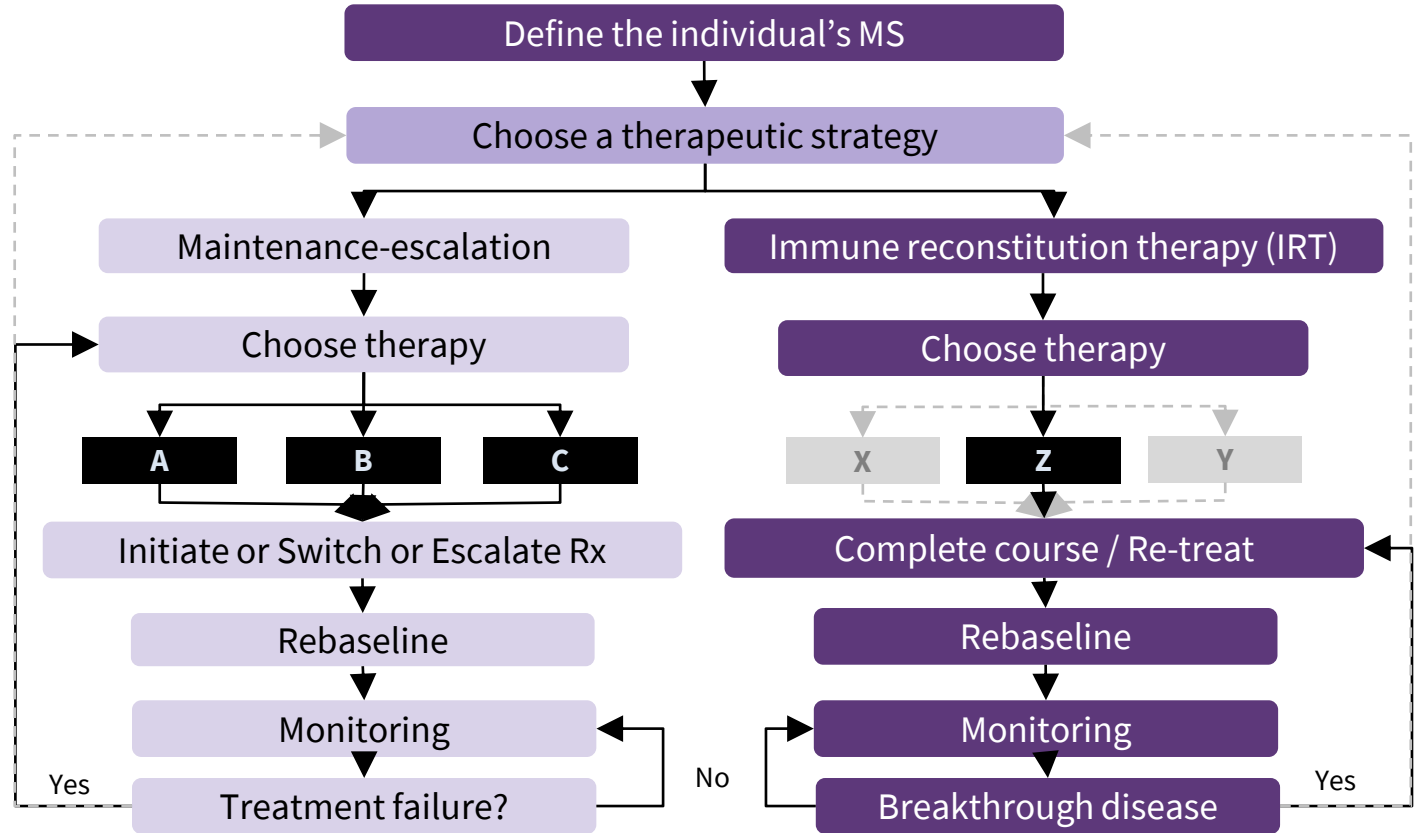 Define the individual’s MS
Choose a therapeutic strategy
Maintenance-escalation
Immune reconstitution therapy (IRT)
Choose therapy
Choose therapy
A
B
C
X
Z
Y
Initiate or Switch or Escalate Rx
Complete course / Re-treat
Rebaseline
Rebaseline
Monitoring
Monitoring
Yes
Treatment failure?
No
Breakthrough disease
Yes